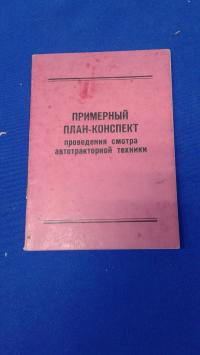 ПРИМЕРНЫЙ
ПЛАН-КОНСПЕКТ
проведения смотра
автотракторной техники